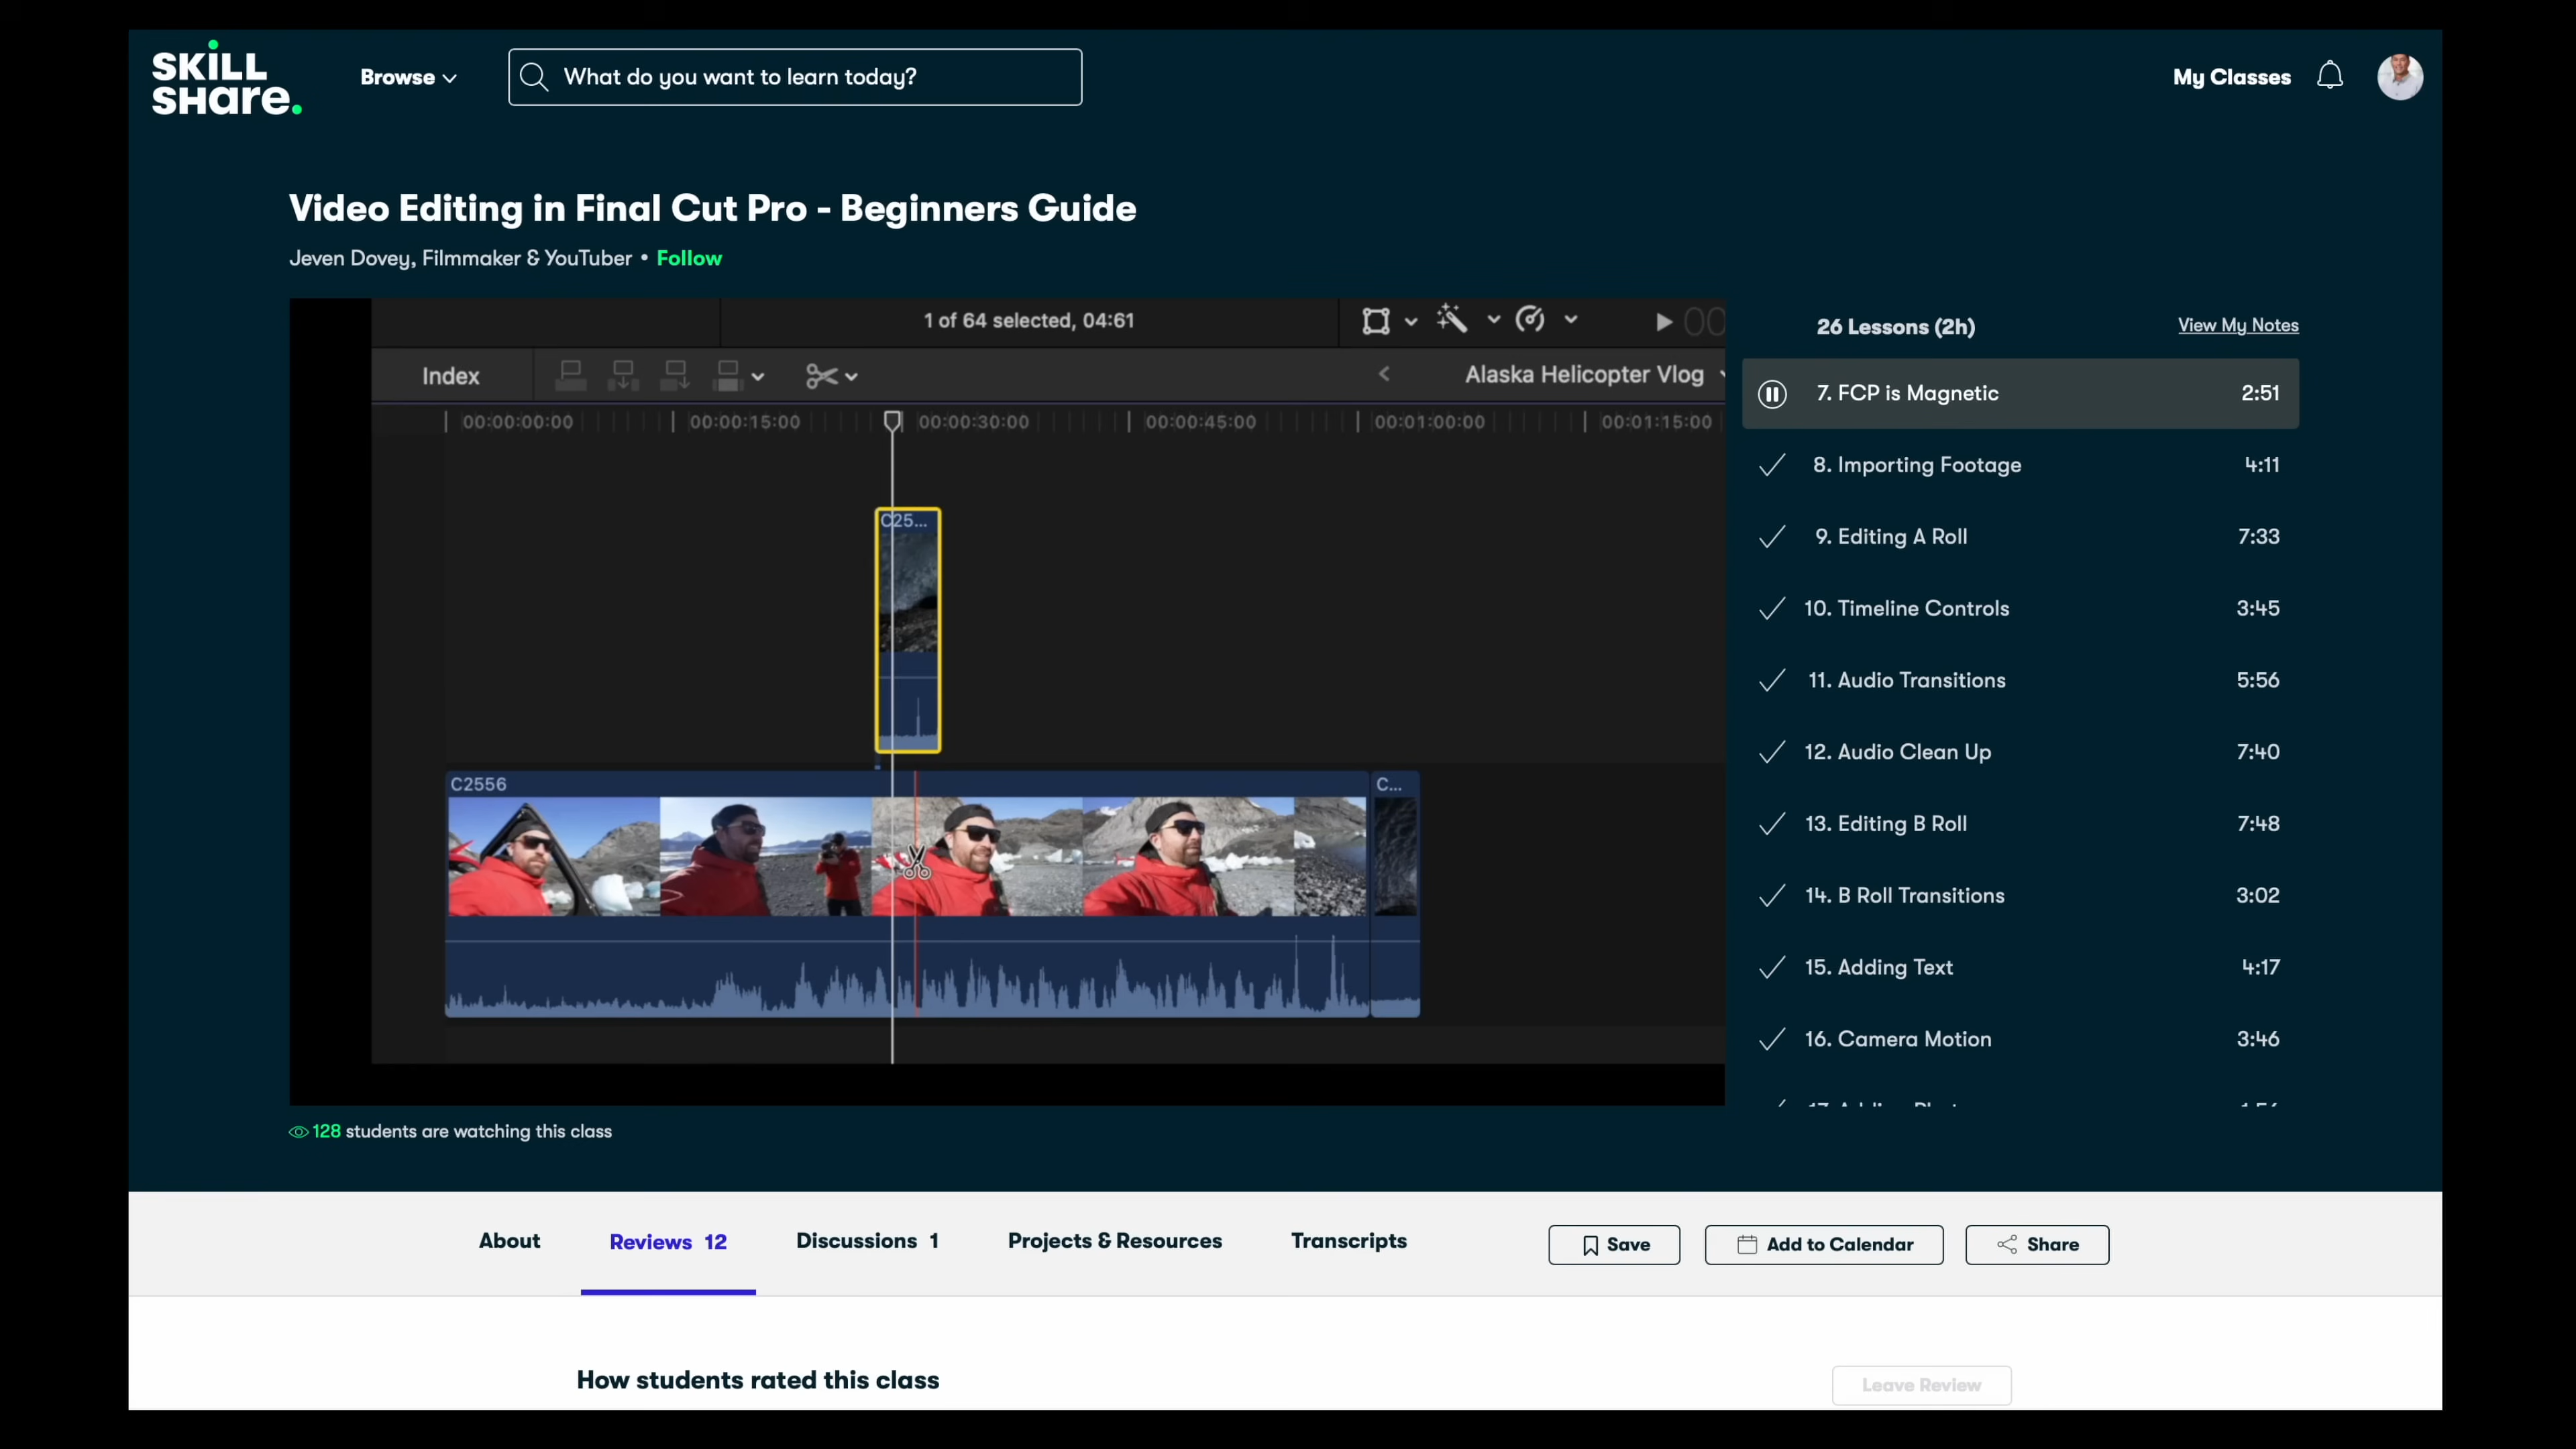 SKILL
SHare.
Browse
What do you want to learn today?
My Classes
Video Editing in Final Cut Pro - Beginners Guide
Jeven Dovey, Filmmaker & YouTuber • Follow
1 of 64 selected, 04:61
00
Index
Alaska Helicopter Vlog
00:00:00:00
00:00:15:00
00:00:30:00
00:00:45:00
00:01:00:00
00:01:15:00
C25...
C2556
C...
26 Lessons (2h)
View My Notes
7. FCP is Magnetic 2:51
8. Importing Footage 4:11
9. Editing A Roll 7:33
10. Timeline Controls 3:45
11. Audio Transitions 5:56
12. Audio Clean Up 7:40
13. Editing B Roll 7:48
14. B Roll Transitions 3:02
15. Adding Text 4:17
16. Camera Motion 3:46
128 students are watching this class
About
Reviews 12
Discussions 1
Projects & Resources
Transcripts
Save
Add to Calendar
Share
How students rated this class
Leave Review